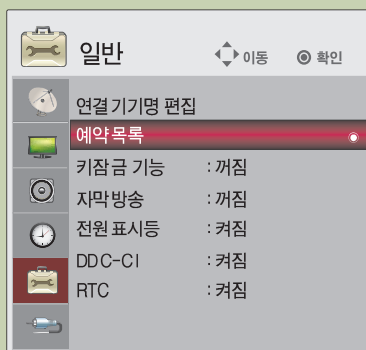 일반 이동 확인
연결 기기명 편집
예약 목록
키잠금 기능 : 꺼짐
자막방송 : 꺼짐
전원 표시등 : 켜짐
DDC-CI : 켜짐
RTC : 켜짐